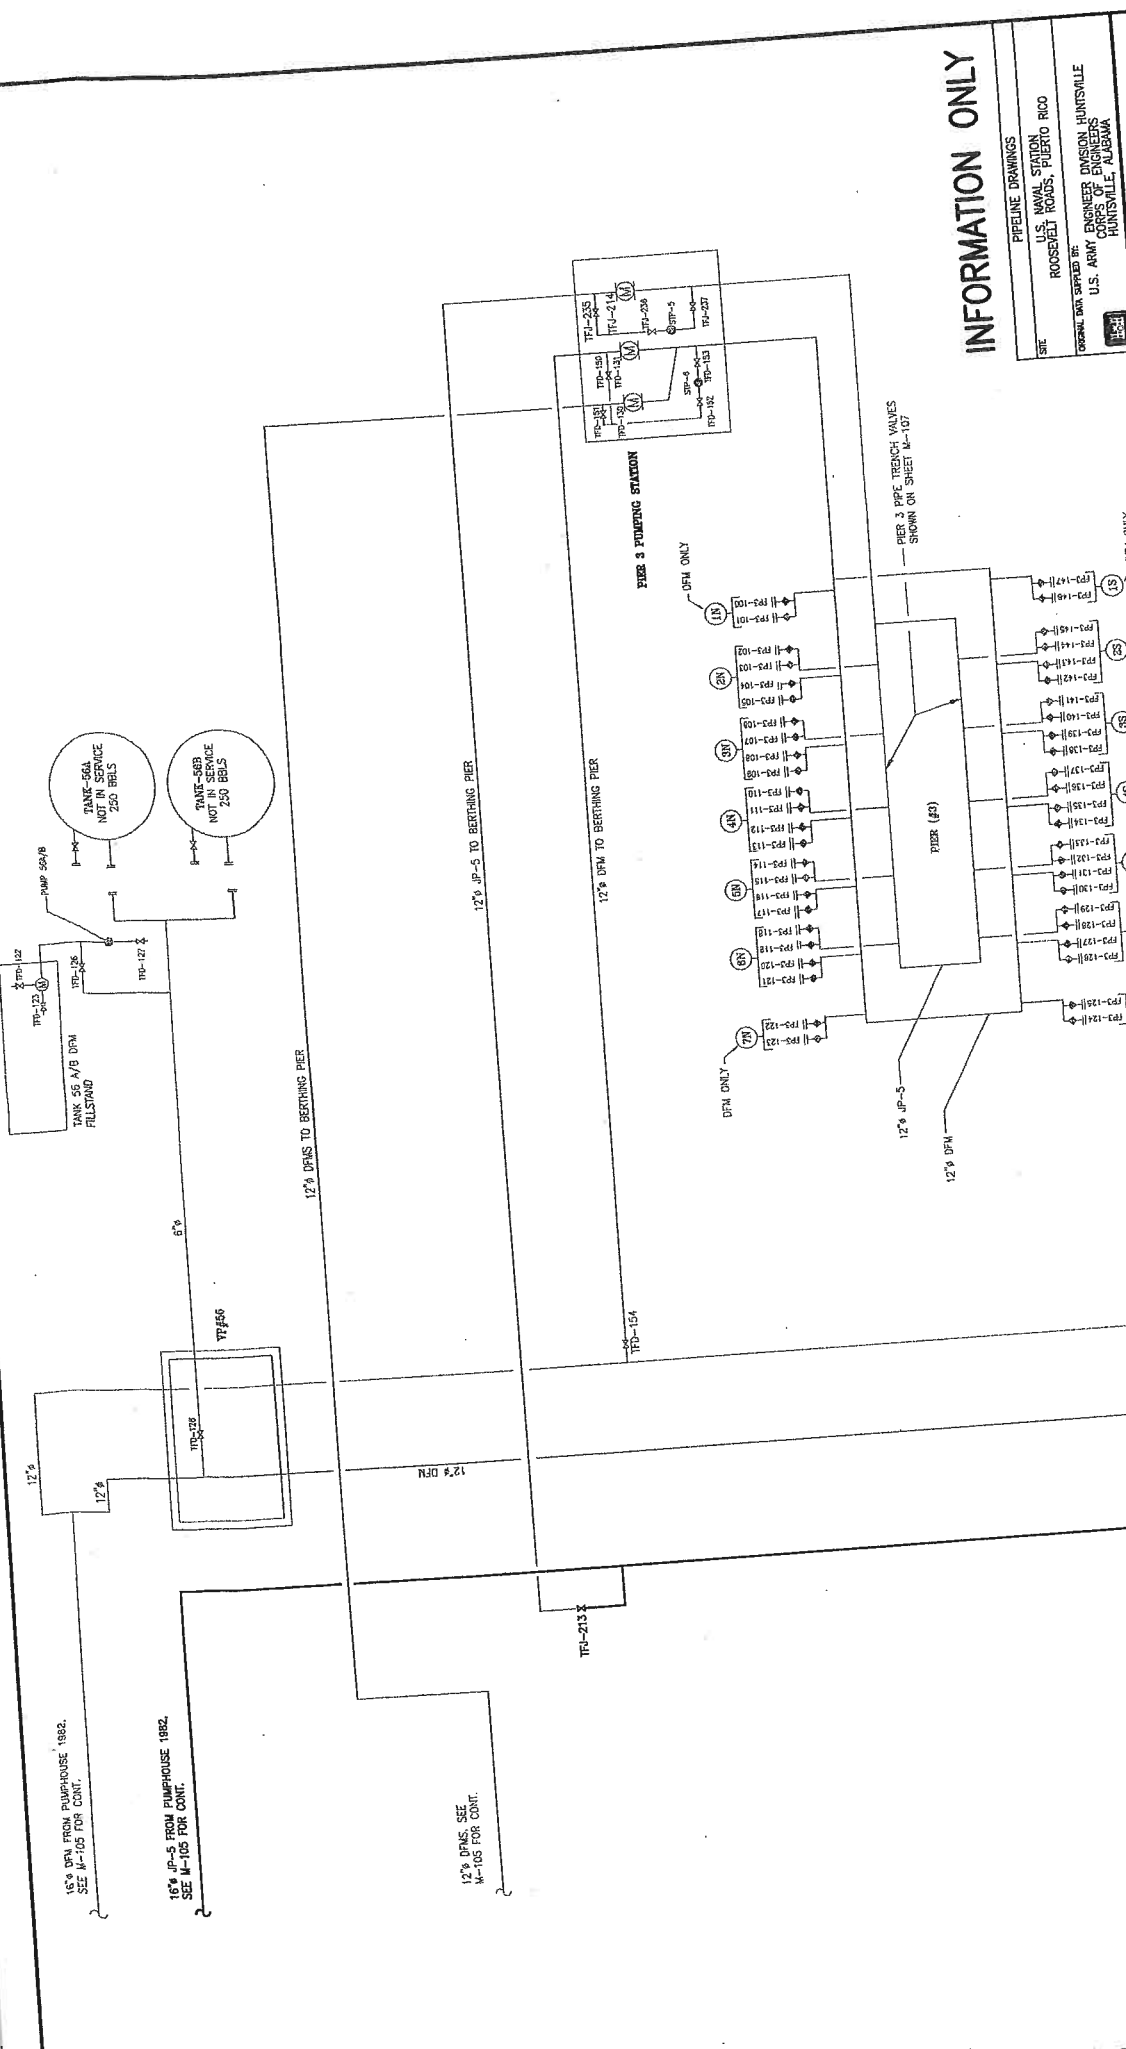 INFORMATION ONLY
PIPELINE DRAWINGS
SITE
U.S. NAVAL STATION
ROOSEVELT ROADS, PUERTO RICO
ORIGINAL DATA SUPPLIED BY:
U.S. ARMY ENGINEER DIVISION HUNTSVILLE
CORPS OF ENGINEERS
HUNTSVILLE, ALABAMA
TFJ-235
TFJ-214
M
TFJ-236
STP-5
TFJ-237
TFD-150
TFD-131
M
STP-6
TFD-153
TFD-151
TFD-130
M
TFD-152
PIER 3 PUMPING STATION
PIER 3 PIPE TRENCH VALVES
SHOWN ON SHEET M-107
DFM ONLY
1N
FP3-100
FP3-101
2N
FP3-102
FP3-103
FP3-104
FP3-105
3N
FP3-107
FP3-108
4N
FP3-110
FP3-111
FP3-112
FP3-113
5N
FP3-114
FP3-115
FP3-116
FP3-117
6N
FP3-118
FP3-120
FP3-121
7N
FP3-122
FP3-123
DFM ONLY
PIER (#3)
1S
FP3-147
FP3-146
2S
FP3-145
FP3-144
FP3-143
FP3-142
3S
FP3-141
FP3-140
FP3-139
FP3-138
FP3-137
FP3-136
FP3-135
FP3-134
FP3-133
FP3-132
FP3-131
FP3-130
FP3-129
FP3-128
FP3-127
FP3-126
FP3-125
FP3-124
12"ø JP-5
12"ø DFM
TANK-56A
NOT IN SERVICE
250 BBLS
TANK-56B
NOT IN SERVICE
250 BBLS
PUMP 56A/B
TFD-122
TFD-123
M
TFD-126
TFD-127
TANK 56 A/B DFM
FILLSTAND
6"ø
12"ø JP-5 TO BERTHING PIER
12"ø DFM TO BERTHING PIER
12"ø DFMS TO BERTHING PIER
VP#56
TFD-128
TFD-154
12"ø
12"ø
12"ø DFM
TFJ-213
16"ø DFM FROM PUMPHOUSE 1982,
SEE M-105 FOR CONT.
16"ø JP-5 FROM PUMPHOUSE 1982,
SEE M-105 FOR CONT.
12"ø DFMS, SEE
M-105 FOR CONT.